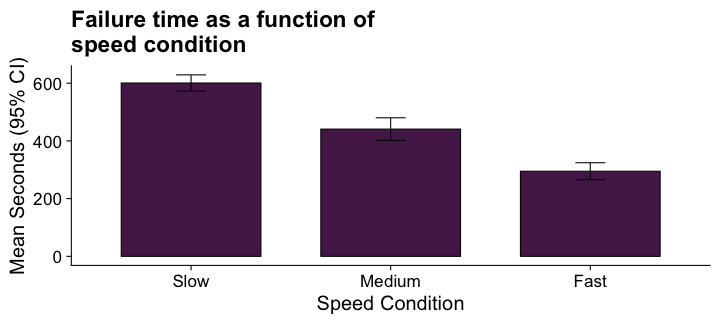 Failure time as a function of
speed condition
Mean Seconds (95% CI)
600
400
200
0
Slow
Medium
Fast
Speed Condition